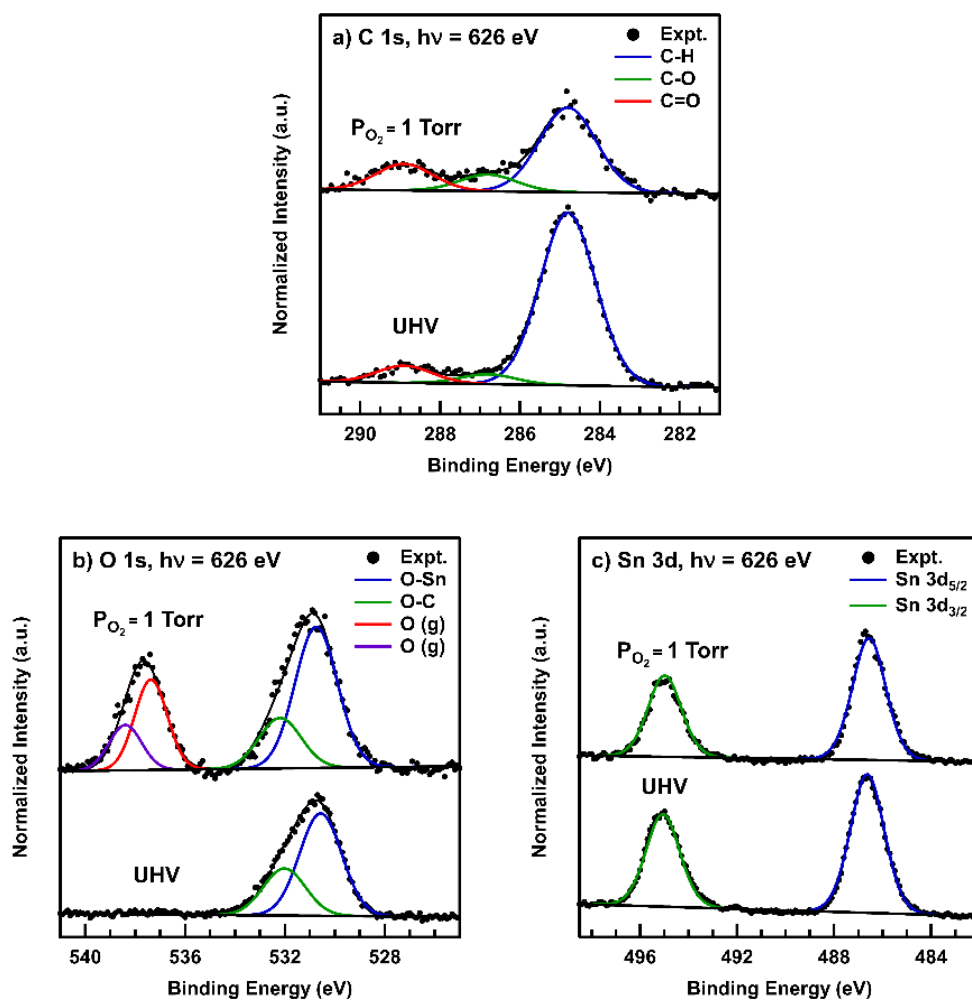 a) C 1s, hν = 626 eV
Expt.
C-H
C-O
C=O
P_O₂ = 1 Torr
UHV
Normalized Intensity (a.u.)
290 288 286 284 282
Binding Energy (eV)
b) O 1s, hν = 626 eV
Expt.
O-Sn
O-C
O (g)
O (g)
P_O₂ = 1 Torr
UHV
Normalized Intensity (a.u.)
540 536 532 528
Binding Energy (eV)
c) Sn 3d, hν = 626 eV
Expt.
Sn 3d₅/₂
Sn 3d₃/₂
P_O₂ = 1 Torr
UHV
Normalized Intensity (a.u.)
496 492 488 484
Binding Energy (eV)